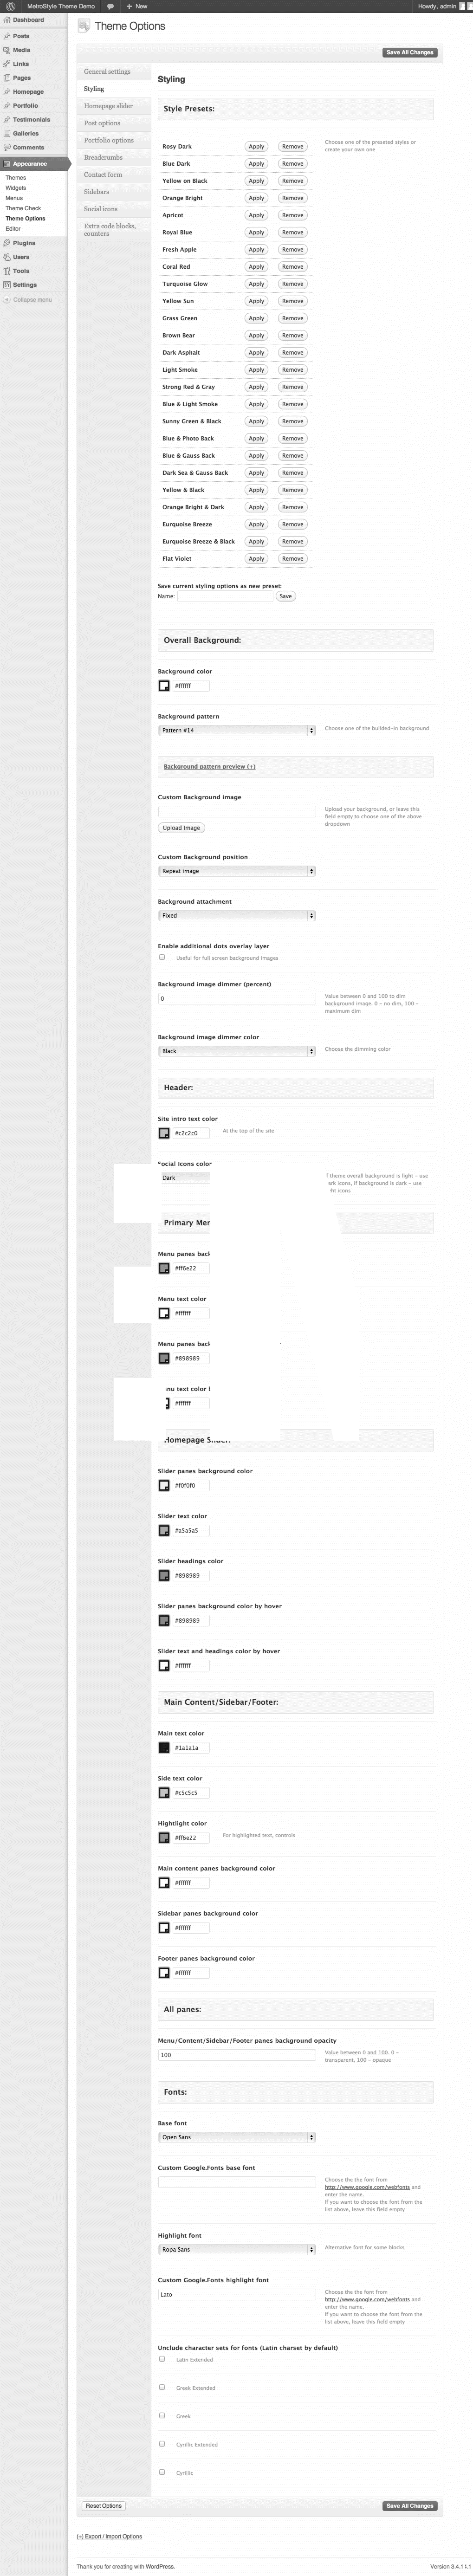 MetroStyle Theme Demo + New Howdy, admin
Dashboard
Posts
Media
Links
Pages
Homepage
Portfolio
Testimonials
Galleries
Comments
Appearance
Themes
Widgets
Menus
Theme Check
Theme Options
Editor
Plugins
Users
Tools
Settings
Collapse menu
Theme Options
Save All Changes
General settings
Styling
Homepage slider
Post options
Portfolio options
Breadcrumbs
Contact form
Sidebars
Social icons
Extra code blocks,
counters
Styling
Style Presets:
Choose one of the preseted styles or
create your own one
Rosy Dark Apply Remove
Blue Dark Apply Remove
Yellow on Black Apply Remove
Orange Bright Apply Remove
Apricot Apply Remove
Royal Blue Apply Remove
Fresh Apple Apply Remove
Coral Red Apply Remove
Turquoise Glow Apply Remove
Yellow Sun Apply Remove
Grass Green Apply Remove
Brown Bear Apply Remove
Dark Asphalt Apply Remove
Light Smoke Apply Remove
Strong Red & Gray Apply Remove
Blue & Light Smoke Apply Remove
Sunny Green & Black Apply Remove
Blue & Photo Back Apply Remove
Blue & Gauss Back Apply Remove
Dark Sea & Gauss Back Apply Remove
Yellow & Black Apply Remove
Orange Bright & Dark Apply Remove
Eurquoise Breeze Apply Remove
Eurquoise Breeze & Black Apply Remove
Flat Violet Apply Remove
Save current styling options as new preset:
Name: Save
Overall Background:
Background color
#ffffff
Background pattern
Pattern #14
Choose one of the builded-in background
Background pattern preview (+)
Custom Background image
Upload your background, or leave this
field empty to choose one of the above
dropdown
Upload Image
Custom Background position
Repeat image
Background attachment
Fixed
Enable additional dots overlay layer
Useful for full screen background images
Background image dimmer (percent)
0
Value between 0 and 100 to dim
background image. 0 - no dim, 100 -
maximum dim
Background image dimmer color
Black
Choose the dimming color
Header:
Site intro text color
#c2c2c0
At the top of the site
Social Icons color
Dark
f theme overall background is light - use
ark icons, if background is dark - use
ht icons
Primary Mer
Menu panes back
#ff6e22
Menu text color
#ffffff
Menu panes back
#898989
nu text color
#ffffff
Homepage Slider:
Slider panes background color
#f0f0f0
Slider text color
#a5a5a5
Slider headings color
#898989
Slider panes background color by hover
#898989
Slider text and headings color by hover
#ffffff
Main Content/Sidebar/Footer:
Main text color
#1a1a1a
Side text color
#c5c5c5
Hightlight color
#ff6e22
For highlighted text, controls
Main content panes background color
#ffffff
Sidebar panes background color
#ffffff
Footer panes background color
#ffffff
All panes:
Menu/Content/Sidebar/Footer panes background opacity
100
Value between 0 and 100. 0 -
transparent, 100 - opaque
Fonts:
Base font
Open Sans
Custom Google.Fonts base font
Choose the the font from
http://www.google.com/webfonts and
enter the name.
If you want to choose the font from the
list above, leave this field empty
Highlight font
Ropa Sans
Alternative font for some blocks
Custom Google.Fonts highlight font
Lato
Choose the the font from
http://www.google.com/webfonts and
enter the name.
If you want to choose the font from the
list above, leave this field empty
Unclude character sets for fonts (Latin charset by default)
Latin Extended
Greek Extended
Greek
Cyrillic Extended
Cyrillic
Reset Options
Save All Changes
(+) Export / Import Options
Thank you for creating with WordPress.
Version 3.4.1